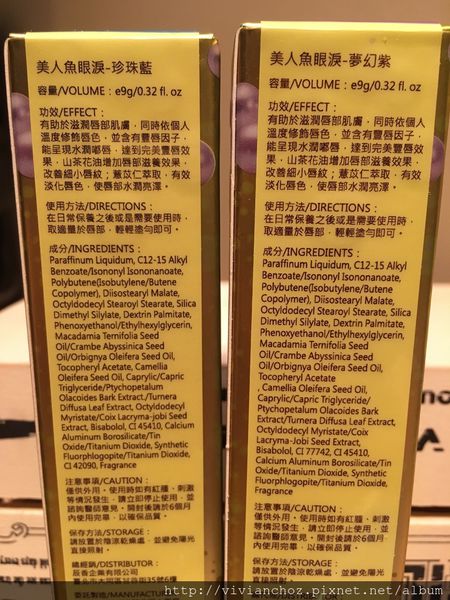 美人魚眼淚-珍珠藍
容量/VOLUME：e9g/0.32 fl. oz
功效/EFFECT：
有助於滋潤唇部肌膚，同時依個人
溫度修飾唇色，並含有豐唇因子，
能呈現水潤嘟唇，達到完美豐唇效
果，山茶花油增加唇部滋養效果，
改善細小唇紋；薏苡仁萃取，有效
淡化唇色，使唇部水潤亮澤。
使用方法/DIRECTIONS：
在日常保養之後或是需要使用時，
取適量於唇部，輕輕塗勻即可。
成分/INGREDIENTS：
Paraffinum Liquidum, C12-15 Alkyl
Benzoate/Isononyl Isononanoate,
Polybutene(Isobutylene/Butene
Copolymer), Diisostearyl Malate,
Octyldodecyl Stearoyl Stearate, Silica
Dimethyl Silylate, Dextrin Palmitate,
Phenoxyethanol/Ethylhexylglycerin,
Macadamia Ternifolia Seed
Oil/Crambe Abyssinica Seed
Oil/Orbignya Oleifera Seed Oil,
Tocopheryl Acetate, Camellia
Oleifera Seed Oil, Caprylic/Capric
Triglyceride/Ptychopetalum
Olacoides Bark Extract/Turnera
Diffusa Leaf Extract, Octyldodecyl
Myristate/Coix Lacryma-jobi Seed
Extract, Bisabolol, CI 45410, Calcium
Aluminum Borosilicate/Tin
Oxide/Titanium Dioxide, Synthetic
Fluorphlogopite/Titanium Dioxide,
CI 42090, Fragrance
注意事項/CAUTION：
僅供外用。使用時如有紅腫、刺激
等情況發生，請立即停止使用，並
諮詢醫師意見。開封後請於6個月
內使用完畢，以確保品質。
保存方法/STORAGE：
請放置於陰涼乾燥處，並避免陽光
直接照射。
總經銷/DISTRIBUTOR
辰香企業有限公司
委託製造/MANUFACTUR
美人魚眼淚-夢幻紫
容量/VOLUME：e9g/0.32 fl. oz
功效/EFFECT：
有助於滋潤唇部肌膚，同時依個人
溫度修飾唇色，並含有豐唇因子，
能呈現水潤嘟唇，達到完美豐唇效
果，山茶花油增加唇部滋養效果，
改善細小唇紋；薏苡仁萃取，有效
淡化唇色，使唇部水潤亮澤。
使用方法/DIRECTIONS：
在日常保養之後或是需要使用時，
取適量於唇部，輕輕塗勻即可。
成分/INGREDIENTS：
Paraffinum Liquidum, C12-15 Alkyl
Benzoate/Isononyl Isononanoate,
Polybutene(Isobutylene/Butene
Copolymer), Diisostearyl Malate,
Octyldodecyl Stearoyl Stearate, Silica
Dimethyl Silylate, Dextrin Palmitate,
Phenoxyethanol/Ethylhexylglycerin,
Macadamia Ternifolia Seed
Oil/Crambe Abyssinica Seed
Oil/Orbignya Oleifera Seed Oil,
Tocopheryl Acetate
, Camellia Oleifera Seed Oil,
Caprylic/Capric Triglyceride/
Ptychopetalum Olacoides Bark
Extract/Turnera Diffusa Leaf
Extract, Octyldodecyl Myristate/Coix
Lacryma-Jobi Seed Extract,
Bisabolol, CI 77742, CI 45410,
Calcium Aluminum Borosilicate/Tin
Oxide/Titanium Dioxide, Synthetic
Fluorphlogopite/Titanium Dioxide,
Fragrance
注意事項/CAUTION：
僅供外用。使用時如有紅腫、刺激
等情況發生，請立即停止使用，並
諮詢醫師意見。開封後請於6個月
內使用完畢，以確保品質。
保存方法/STORAGE：
請放置於陰涼乾燥處，並避免陽光
直接照射。
http://vivianchoz.pixnet.net/album